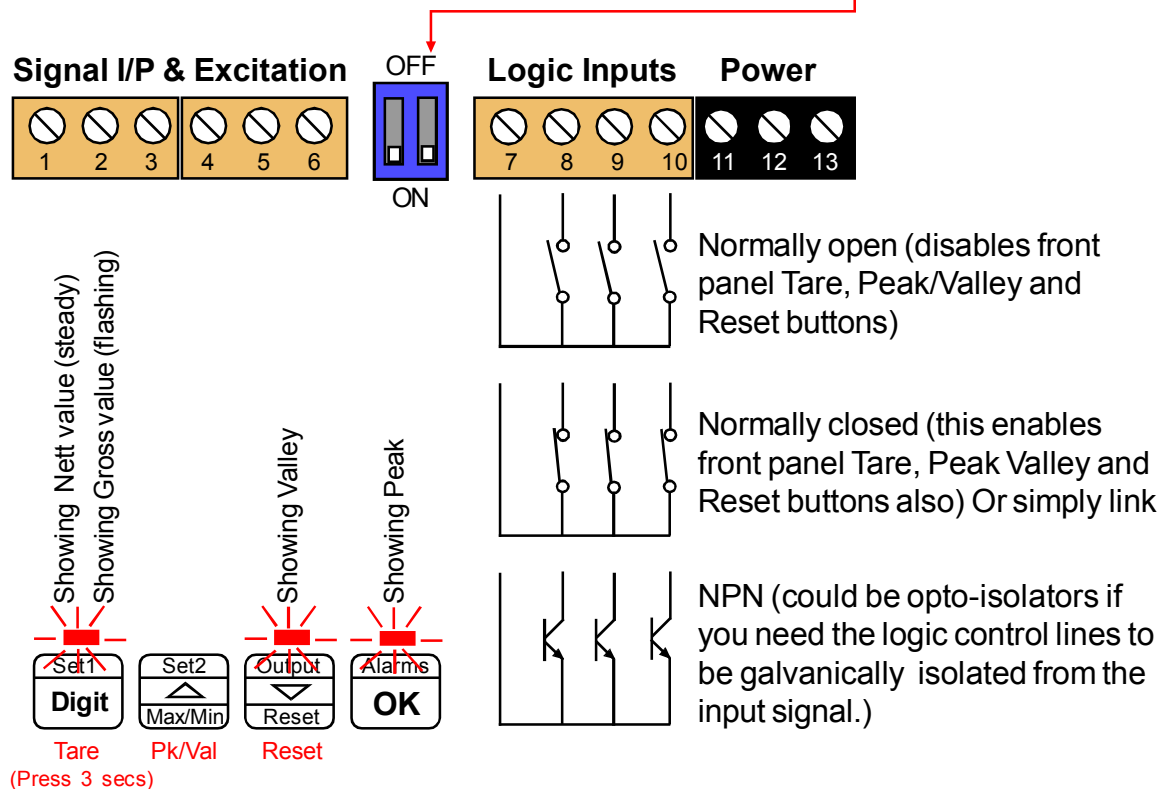 Signal I/P & Excitation
OFF
Logic Inputs
Power
1 2 3 4 5 6
7 8 9 10 11 12 13
ON
Normally open (disables front
panel Tare, Peak/Valley and
Reset buttons)
Normally closed (this enables
front panel Tare, Peak Valley and
Reset buttons also) Or simply link
NPN (could be opto-isolators if
you need the logic control lines to
be galvanically isolated from the
input signal.)
Showing Nett value (steady)
Showing Gross value (flashing)
Showing Valley
Showing Peak
Set1
Digit
Tare
(Press 3 secs)
Set2
Max/Min
Pk/Val
Output
Reset
Reset
Alarms
OK